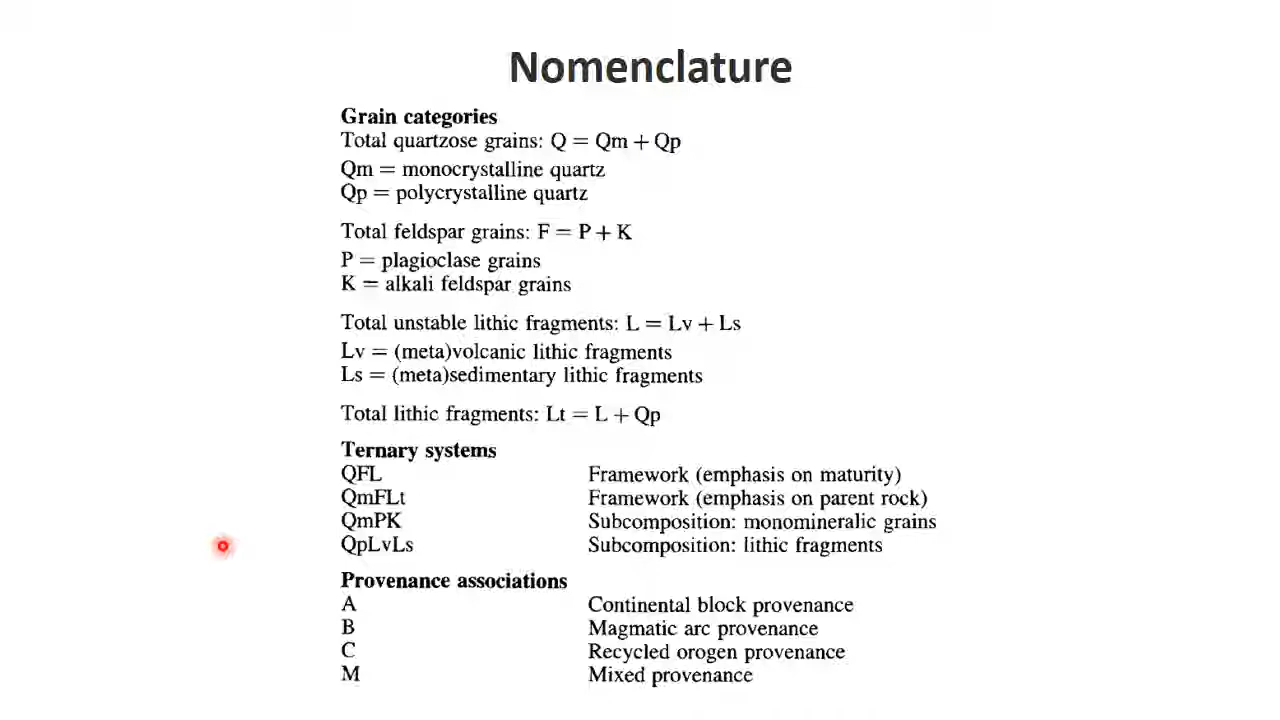 Nomenclature
Grain categories
Total quartzose grains: Q = Qm + Qp
Qm = monocrystalline quartz
Qp = polycrystalline quartz
Total feldspar grains: F = P + K
P = plagioclase grains
K = alkali feldspar grains
Total unstable lithic fragments: L = Lv + Ls
Lv = (meta)volcanic lithic fragments
Ls = (meta)sedimentary lithic fragments
Total lithic fragments: Lt = L + Qp
Ternary systems
QFL Framework (emphasis on maturity)
QmFLt Framework (emphasis on parent rock)
QmPK Subcomposition: monomineralic grains
QpLvLs Subcomposition: lithic fragments
Provenance associations
A Continental block provenance
B Magmatic arc provenance
C Recycled orogen provenance
M Mixed provenance